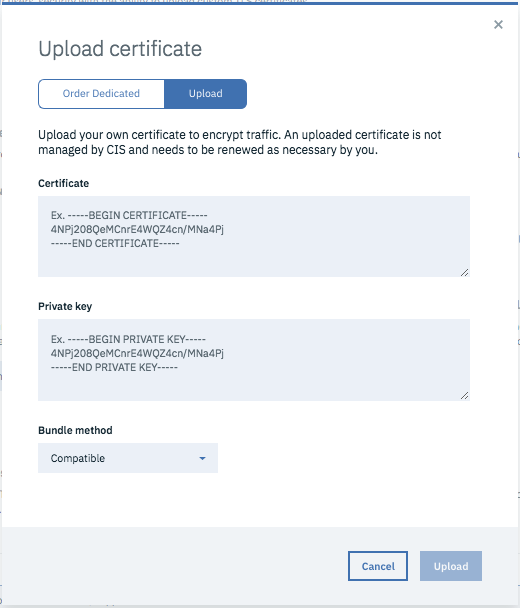 Upload certificate
Order Dedicated
Upload
Upload your own certificate to encrypt traffic. An uploaded certificate is not
managed by CIS and needs to be renewed as necessary by you.
Certificate
Ex. -----BEGIN CERTIFICATE-----
4NPj208QeMCnrE4WQZ4cn/MNa4Pj
-----END CERTIFICATE-----
Private key
Ex. -----BEGIN PRIVATE KEY-----
4NPj208QeMCnrE4WQZ4cn/MNa4Pj
-----END PRIVATE KEY-----
Bundle method
Compatible
Cancel
Upload